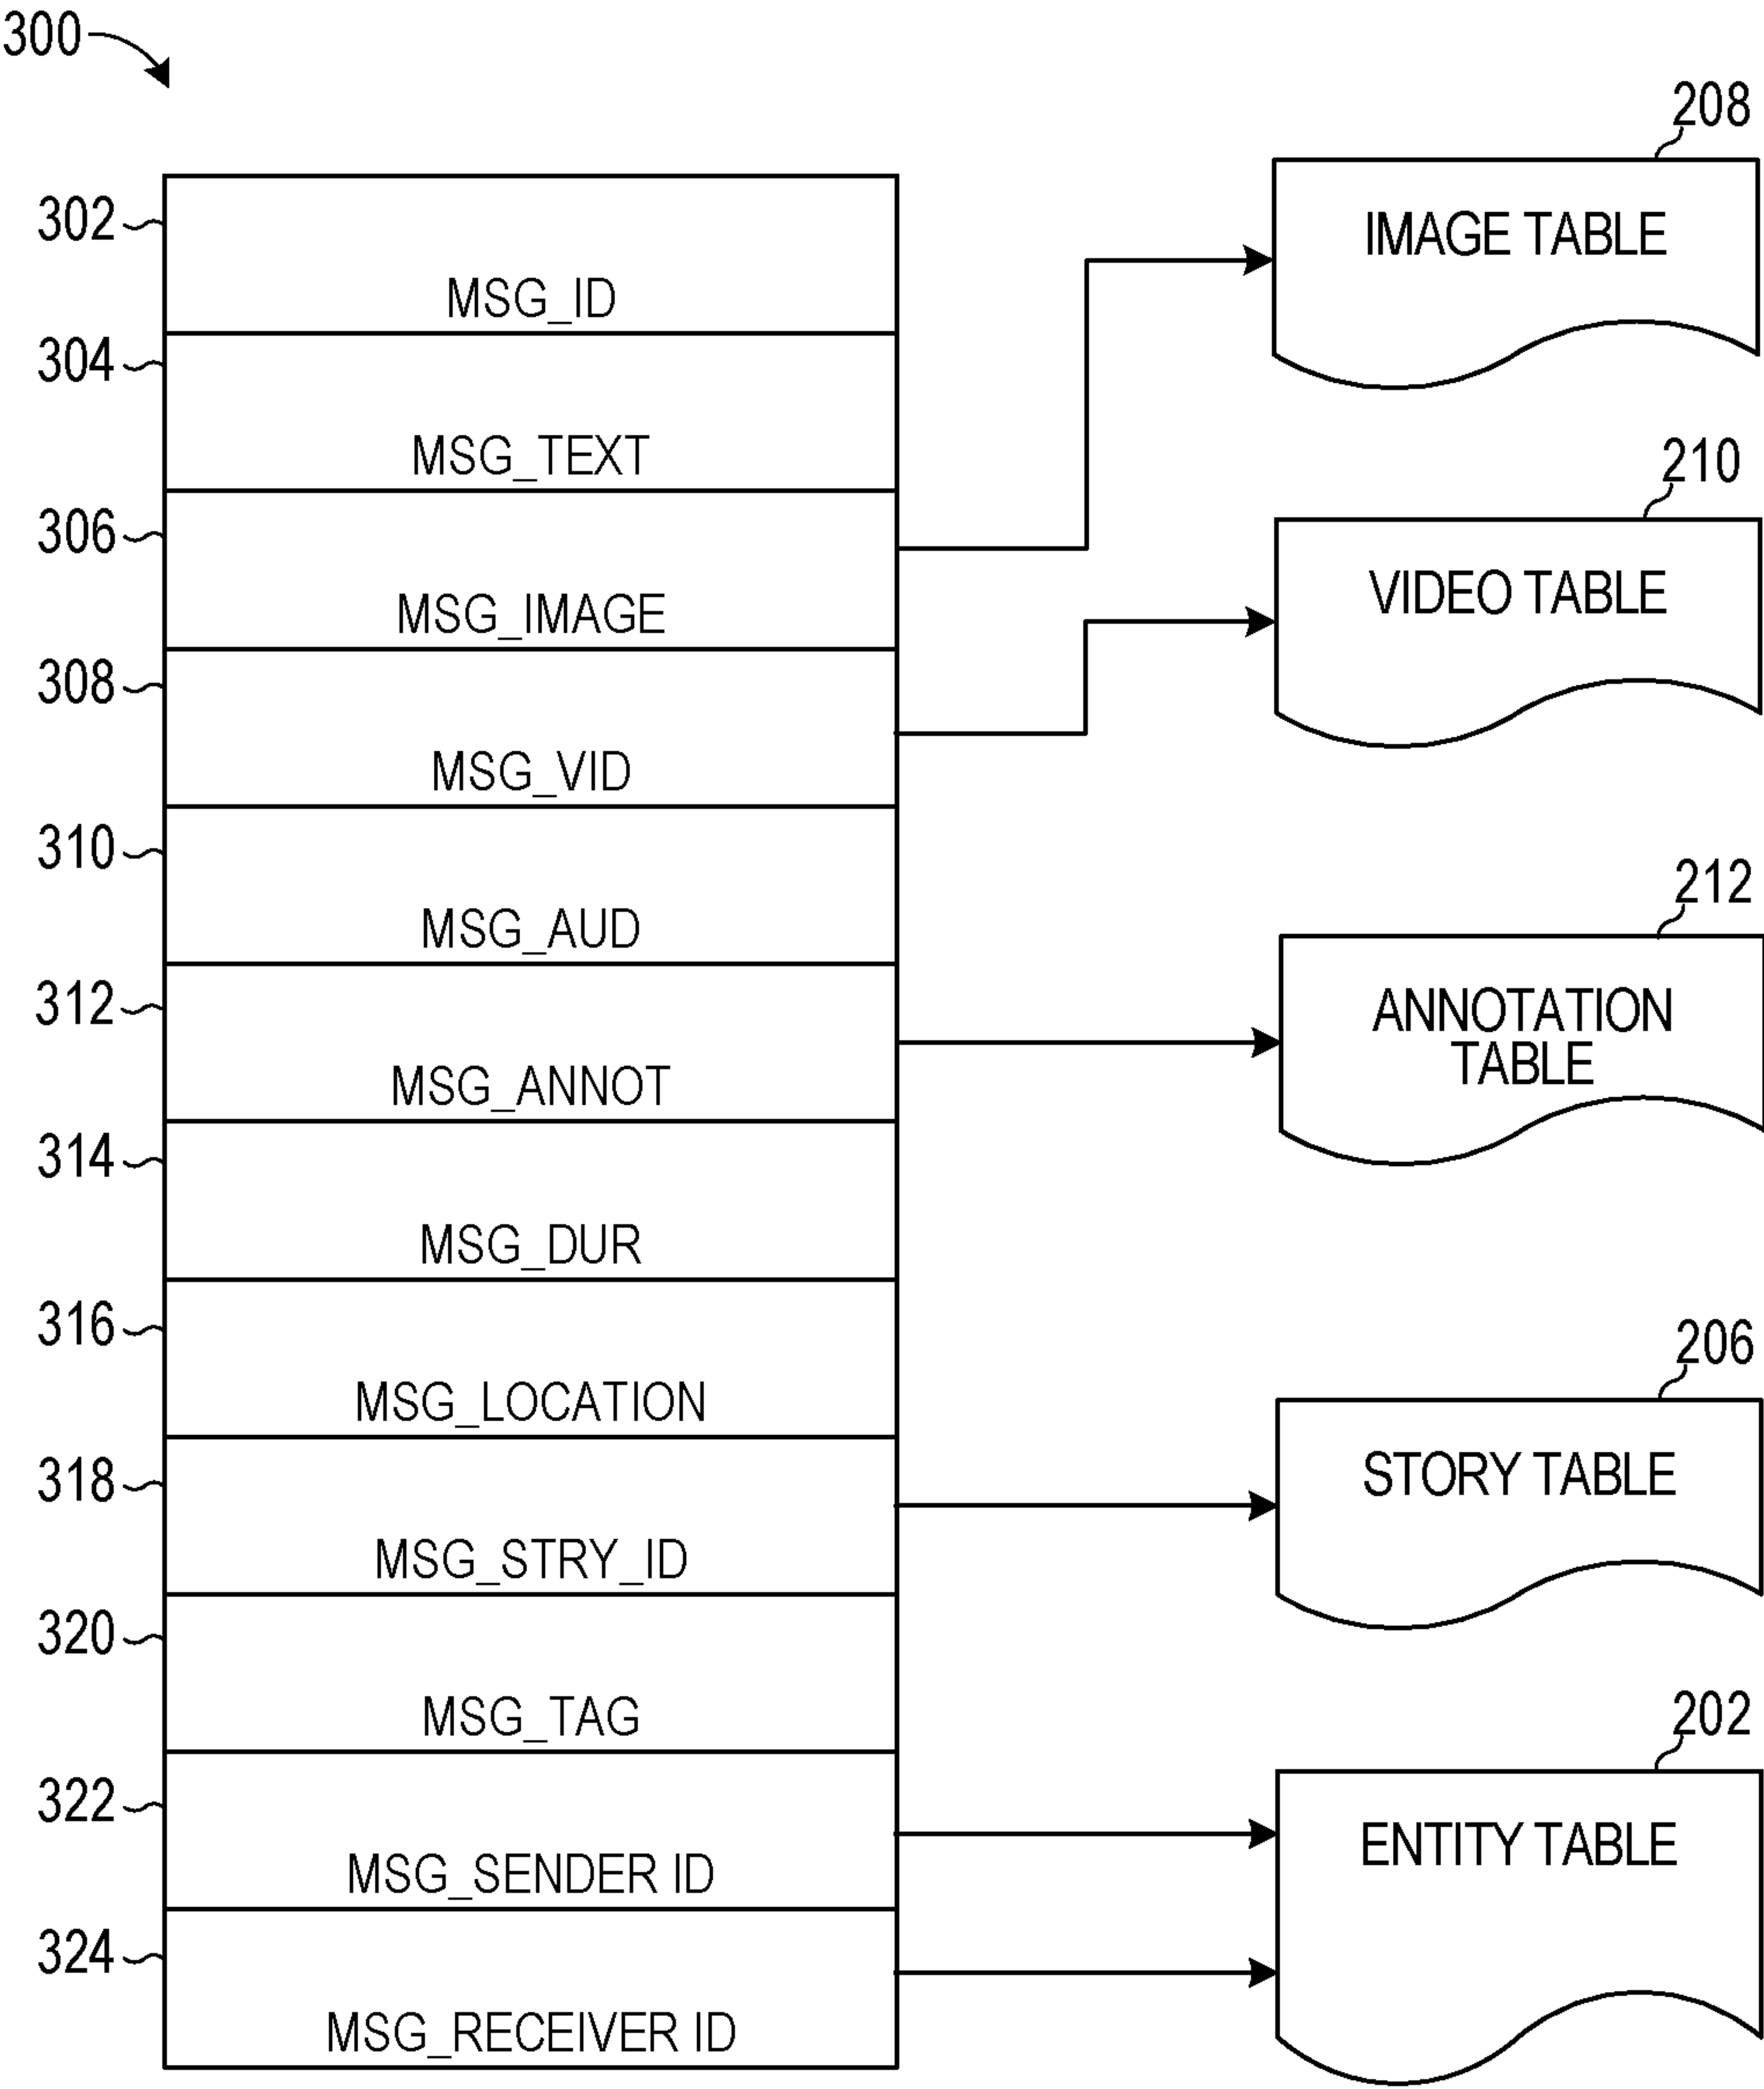 300
302
MSG_ID
304
MSG_TEXT
306
MSG_IMAGE
308
MSG_VID
310
MSG_AUD
312
MSG_ANNOT
314
MSG_DUR
316
MSG_LOCATION
318
MSG_STRY_ID
320
MSG_TAG
322
MSG_SENDER ID
324
MSG_RECEIVER ID
208
IMAGE TABLE
210
VIDEO TABLE
212
ANNOTATION
TABLE
206
STORY TABLE
202
ENTITY TABLE